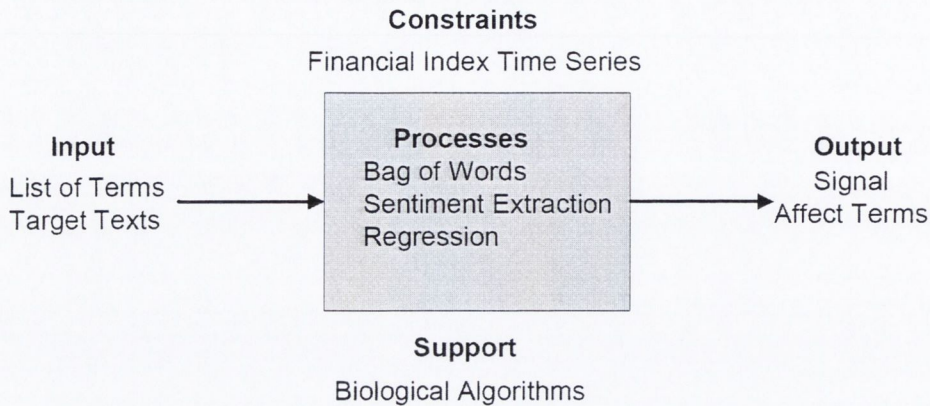 Constraints
Financial Index Time Series
Input
List of Terms
Target Texts
Processes
Bag of Words
Sentiment Extraction
Regression
Output
Signal
Affect Terms
Support
Biological Algorithms